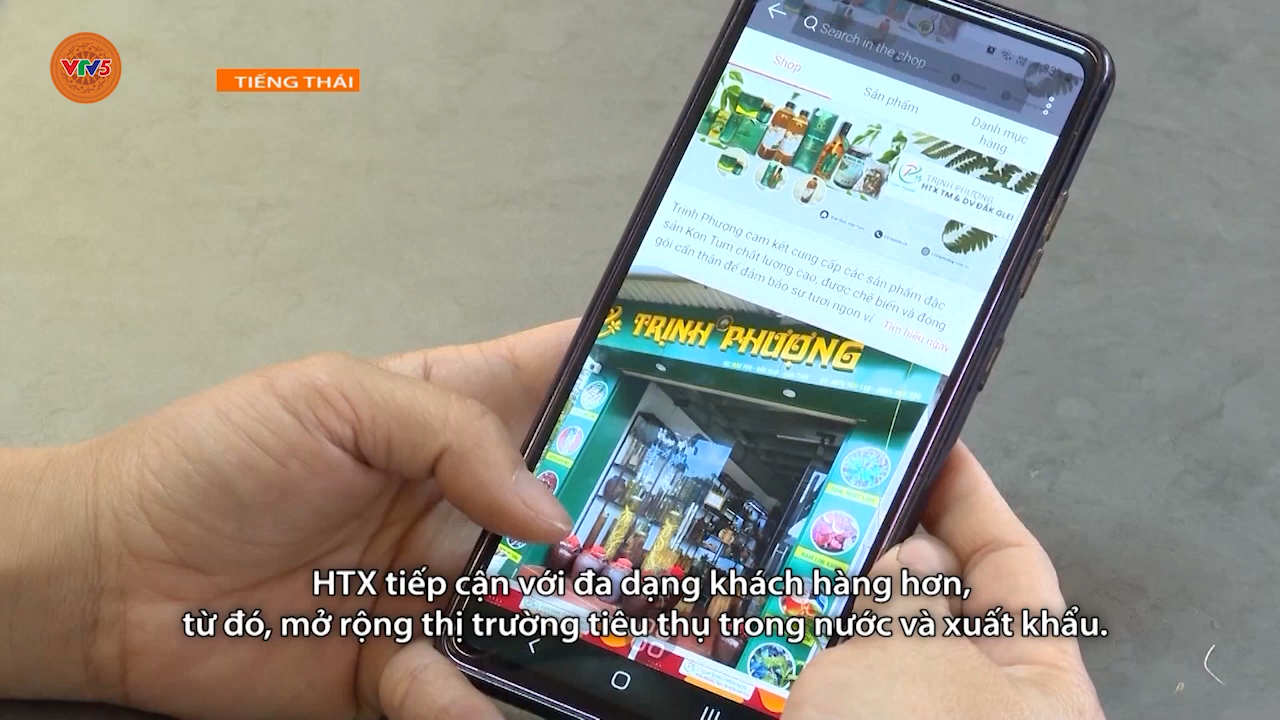 VTV5
TIẾNG THÁI
Search in the shop
Shop
Sản phẩm
Danh mục
hàng
TRỊNH PHƯỢNG
HTX TM & DV ĐĂK GLEI
Trịnh Phượng cam kết cung cấp các sản phẩm đặc
sản Kon Tum chất lượng cao, được chế biến và đóng
gói cẩn thận để đảm bảo sự tươi ngon và
Tìm hiểu ngay
TRỊNH PHƯỢNG
HTX tiếp cận với đa dạng khách hàng hơn,
từ đó, mở rộng thị trường tiêu thụ trong nước và xuất khẩu.